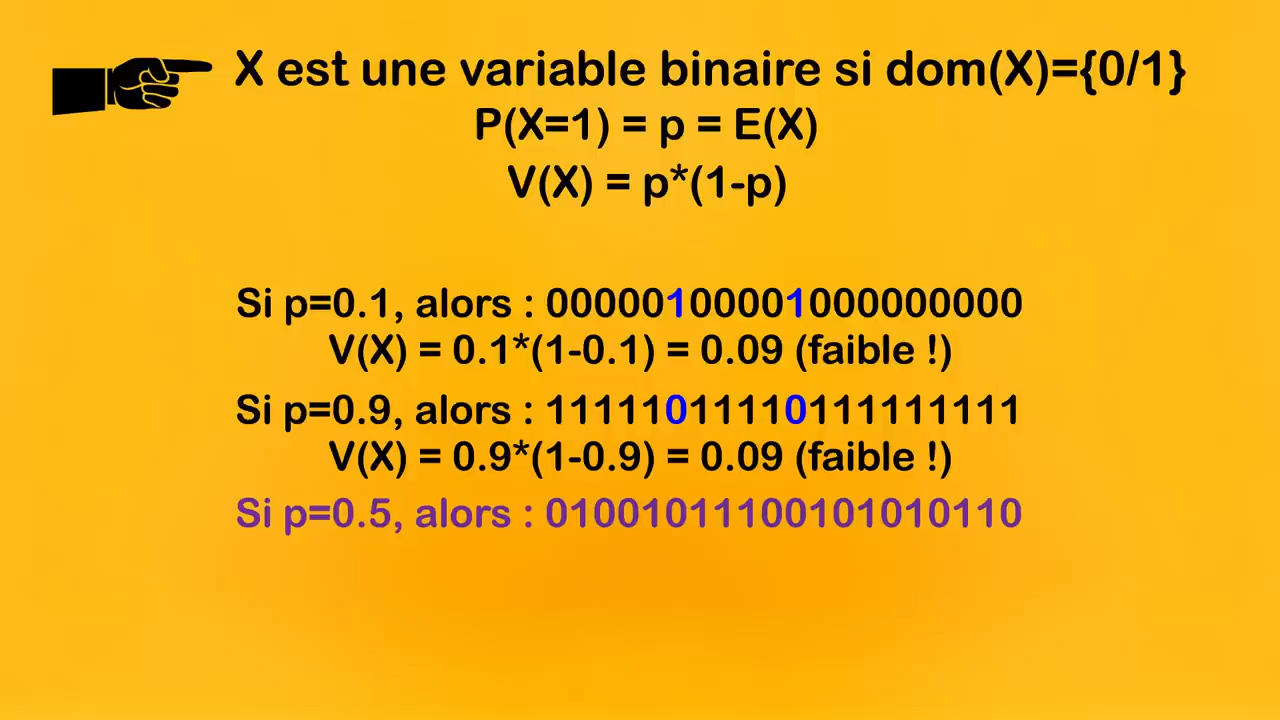 X est une variable binaire si dom(X)={0/1}
P(X=1) = p = E(X)
V(X) = p*(1-p)
Si p=0.1, alors : 00000100001000000000
V(X) = 0.1*(1-0.1) = 0.09 (faible !)
Si p=0.9, alors : 11111011110111111111
V(X) = 0.9*(1-0.9) = 0.09 (faible !)
Si p=0.5, alors : 01001011100101010110